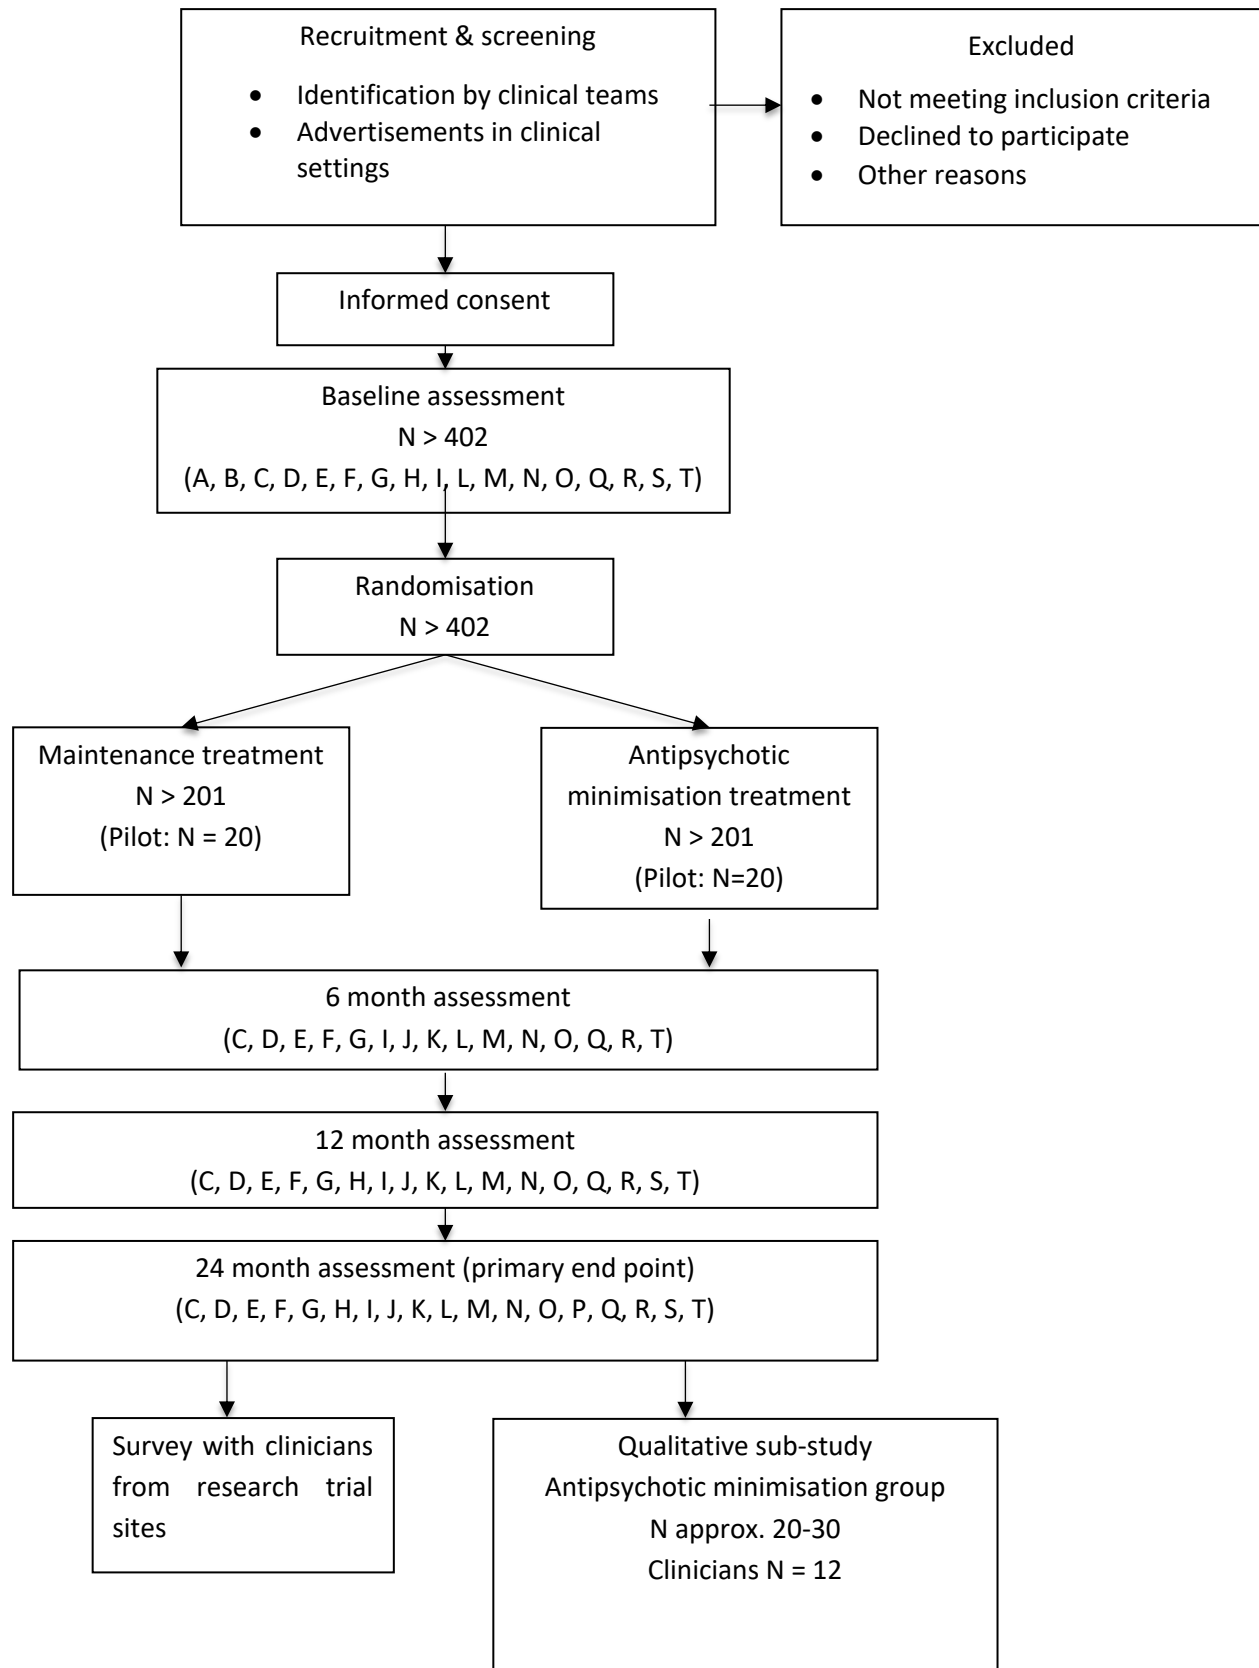 Recruitment & screening
• Identification by clinical teams
• Advertisements in clinical
settings
Excluded
• Not meeting inclusion criteria
• Declined to participate
• Other reasons
Informed consent
Baseline assessment
N > 402
(A, B, C, D, E, F, G, H, I, L, M, N, O, Q, R, S, T)
Randomisation
N > 402
Maintenance treatment
N > 201
(Pilot: N = 20)
Antipsychotic
minimisation treatment
N > 201
(Pilot: N=20)
6 month assessment
(C, D, E, F, G, I, J, K, L, M, N, O, Q, R, T)
12 month assessment
(C, D, E, F, G, H, I, J, K, L, M, N, O, Q, R, S, T)
24 month assessment (primary end point)
(C, D, E, F, G, H, I, J, K, L, M, N, O, P, Q, R, S, T)
Survey with clinicians
from research trial
sites
Qualitative sub-study
Antipsychotic minimisation group
N approx. 20-30
Clinicians N = 12